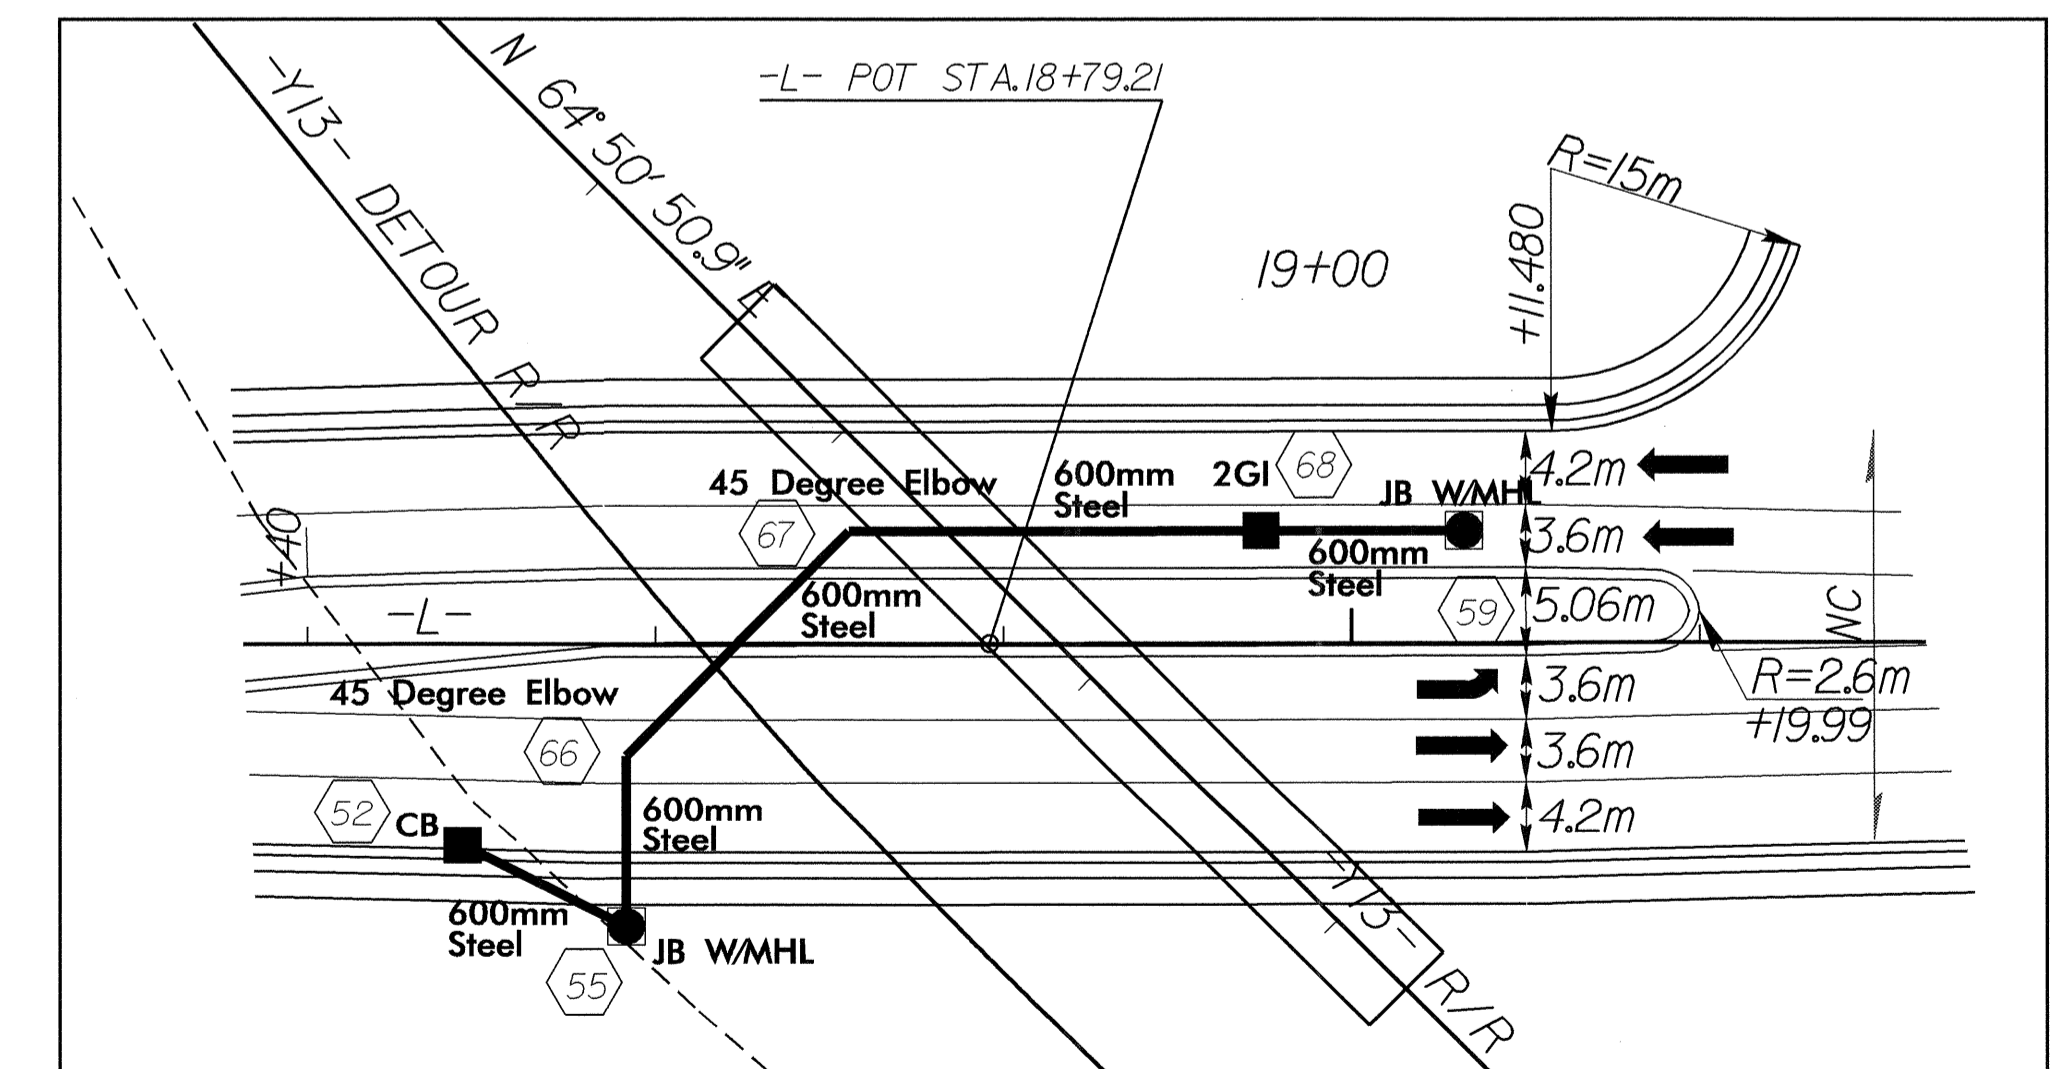 -L- POT STA.18+79.21
N 64° 50' 50.9" E
-Y13- DETOUR R/R
R=15m
+11.480
19+00
45 Degree Elbow
67
600mm
Steel
2GI
68
JB W/MHL
4.2m
3.6m
600mm
Steel
59
5.06m
NC
+40
-L-
600mm
Steel
45 Degree Elbow
66
3.6m
R=2.6m
+19.99
3.6m
52
CB
600mm
Steel
4.2m
600mm
Steel
JB W/MHL
55
-Y13- R/R